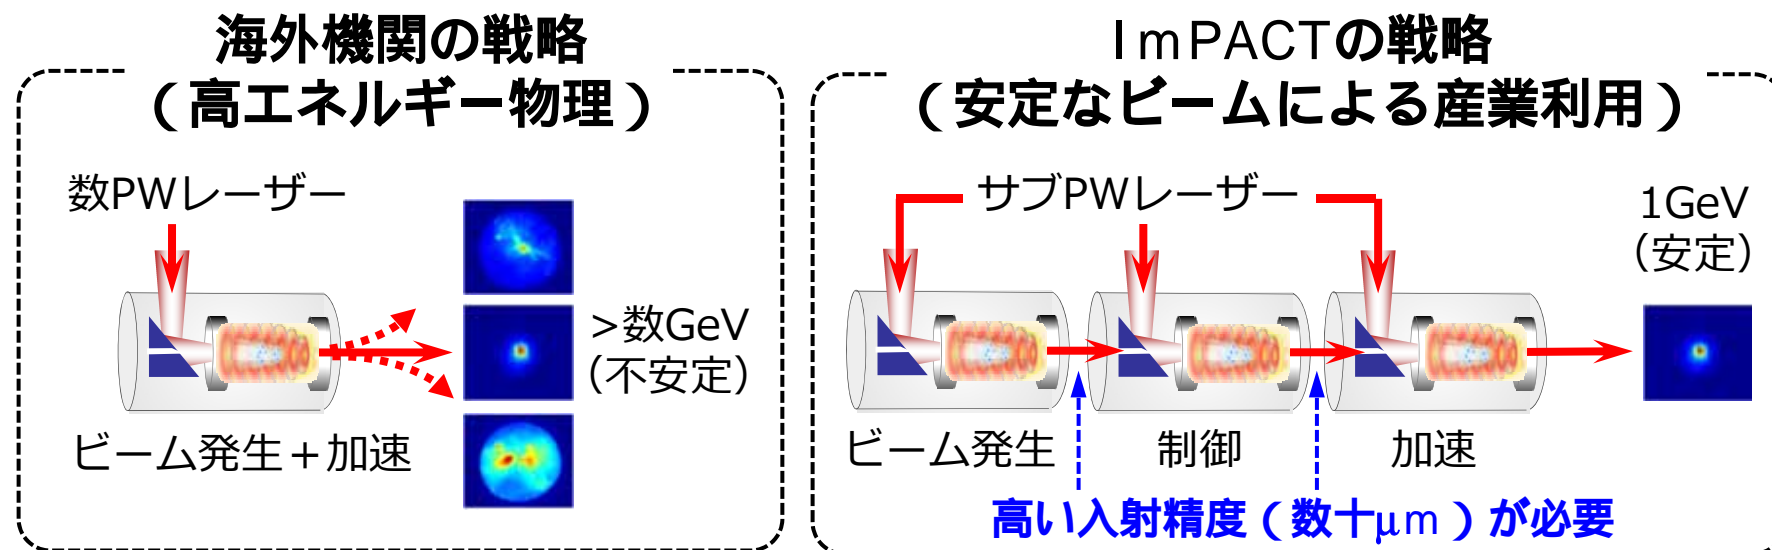 海外機関の戦略
（高エネルギー物理）
数PWレーザー
>数GeV
（不安定）
ビーム発生＋加速
ImPACTの戦略
（安定なビームによる産業利用）
サブPWレーザー
1GeV
（安定）
ビーム発生
制御
加速
高い入射精度（数十μm）が必要